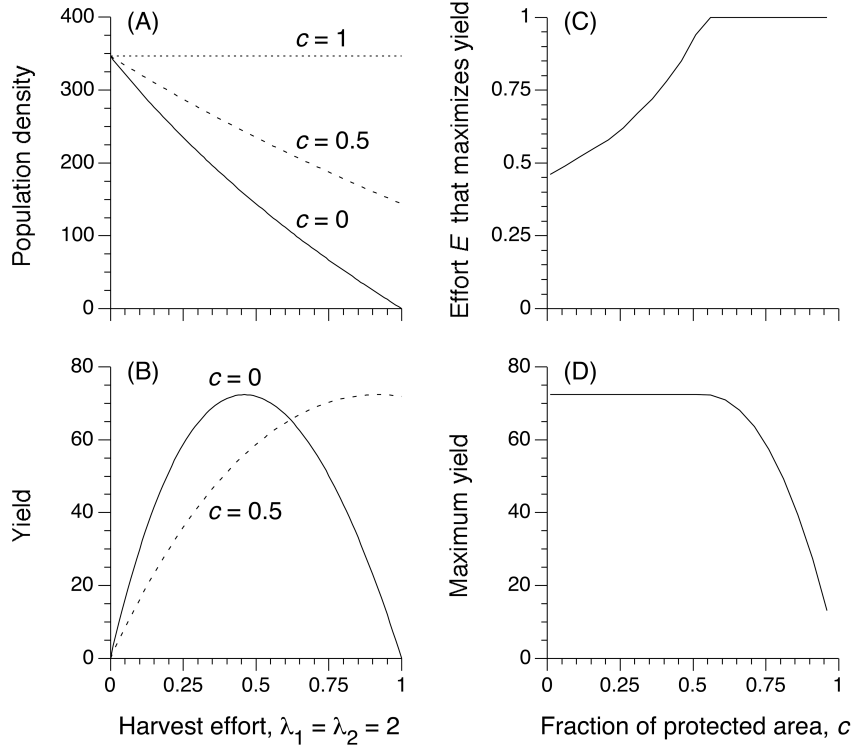 (A)
Population density
400
300
200
100
0
c = 1
c = 0.5
c = 0
(C)
Effort E that maximizes yield
1
0.75
0.5
0.25
0
(B)
Yield
80
60
40
20
0
c = 0
c = 0.5
0 0.25 0.5 0.75 1
Harvest effort, λ₁ = λ₂ = 2
(D)
Maximum yield
80
60
40
20
0
0 0.25 0.5 0.75 1
Fraction of protected area, c